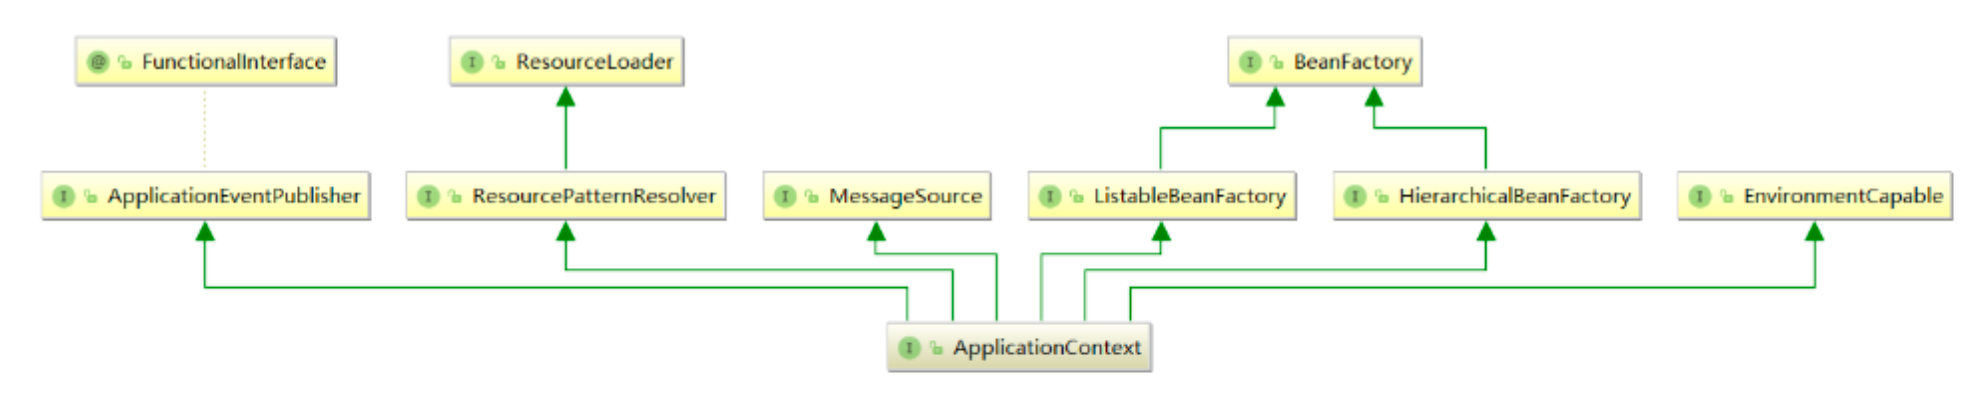 @ FunctionalInterface
I ResourceLoader
I BeanFactory
I ApplicationEventPublisher
I ResourcePatternResolver
I MessageSource
I ListableBeanFactory
I HierarchicalBeanFactory
I EnvironmentCapable
I ApplicationContext